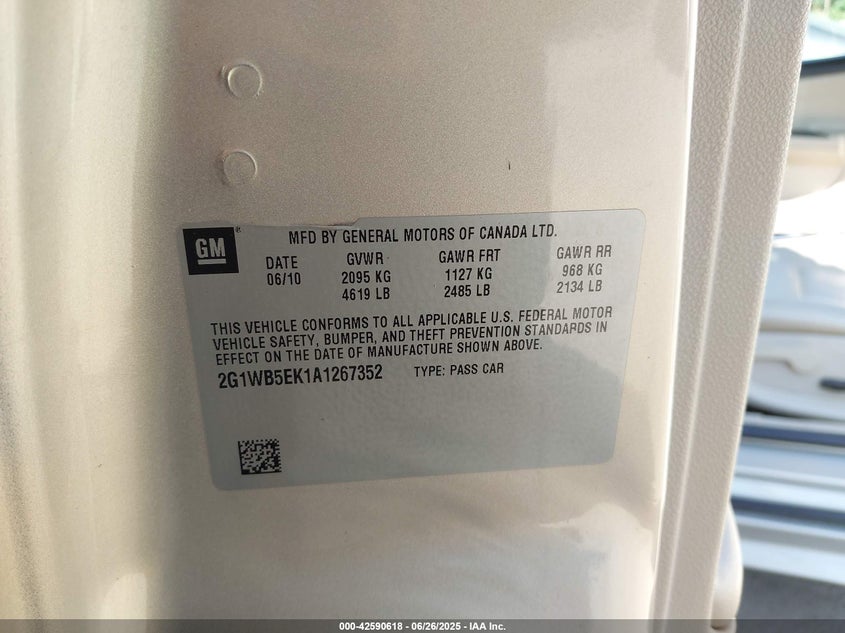 GM ® MFD BY GENERAL MOTORS OF CANADA LTD.
DATE GVWR GAWR FRT GAWR RR
06/10 2095 KG 1127 KG 968 KG
4619 LB 2485 LB 2134 LB
THIS VEHICLE CONFORMS TO ALL APPLICABLE U.S. FEDERAL MOTOR
VEHICLE SAFETY, BUMPER, AND THEFT PREVENTION STANDARDS IN
EFFECT ON THE DATE OF MANUFACTURE SHOWN ABOVE.
2G1WB5EK1A1267352 TYPE: PASS CAR
000-42590618 - 06/26/2025 - IAA Inc.